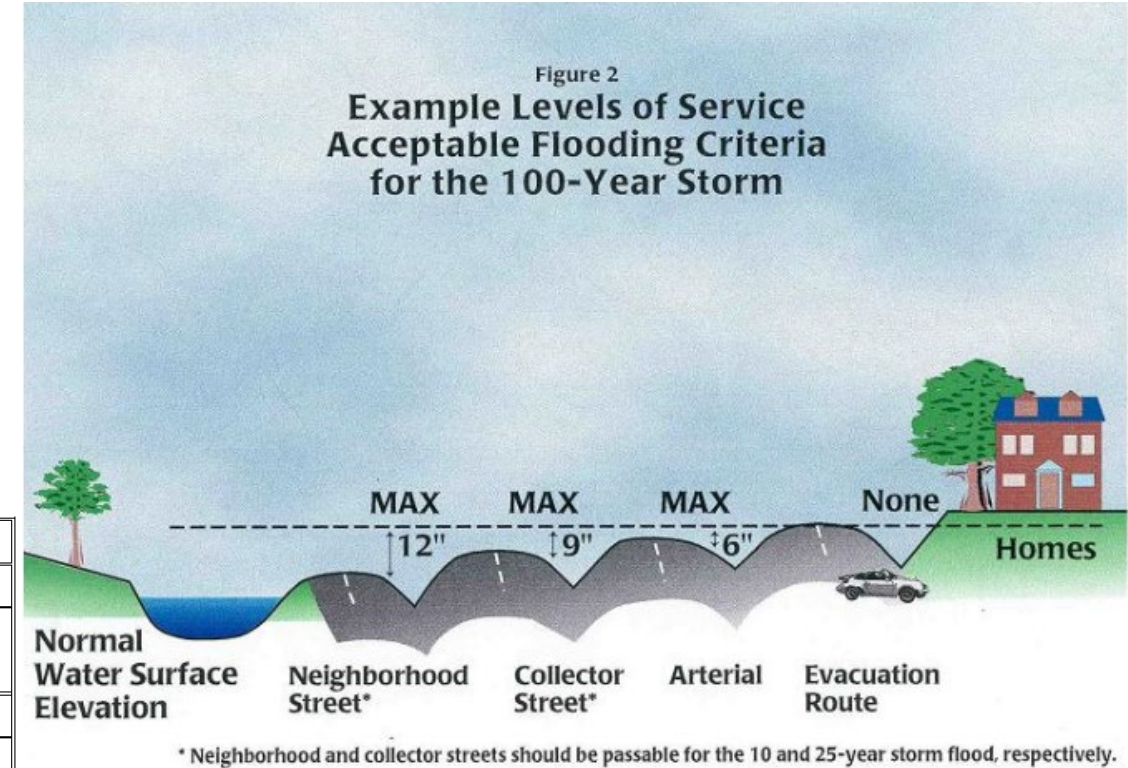 Figure 2
Example Levels of Service
Acceptable Flooding Criteria
for the 100-Year Storm
MAX MAX MAX None
12" 9" 6" Homes
Normal
Water Surface
Elevation
Neighborhood
Street*
Collector
Street*
Arterial
Evacuation
Route
* Neighborhood and collector streets should be passable for the 10 and 25-year storm flood, respectively.